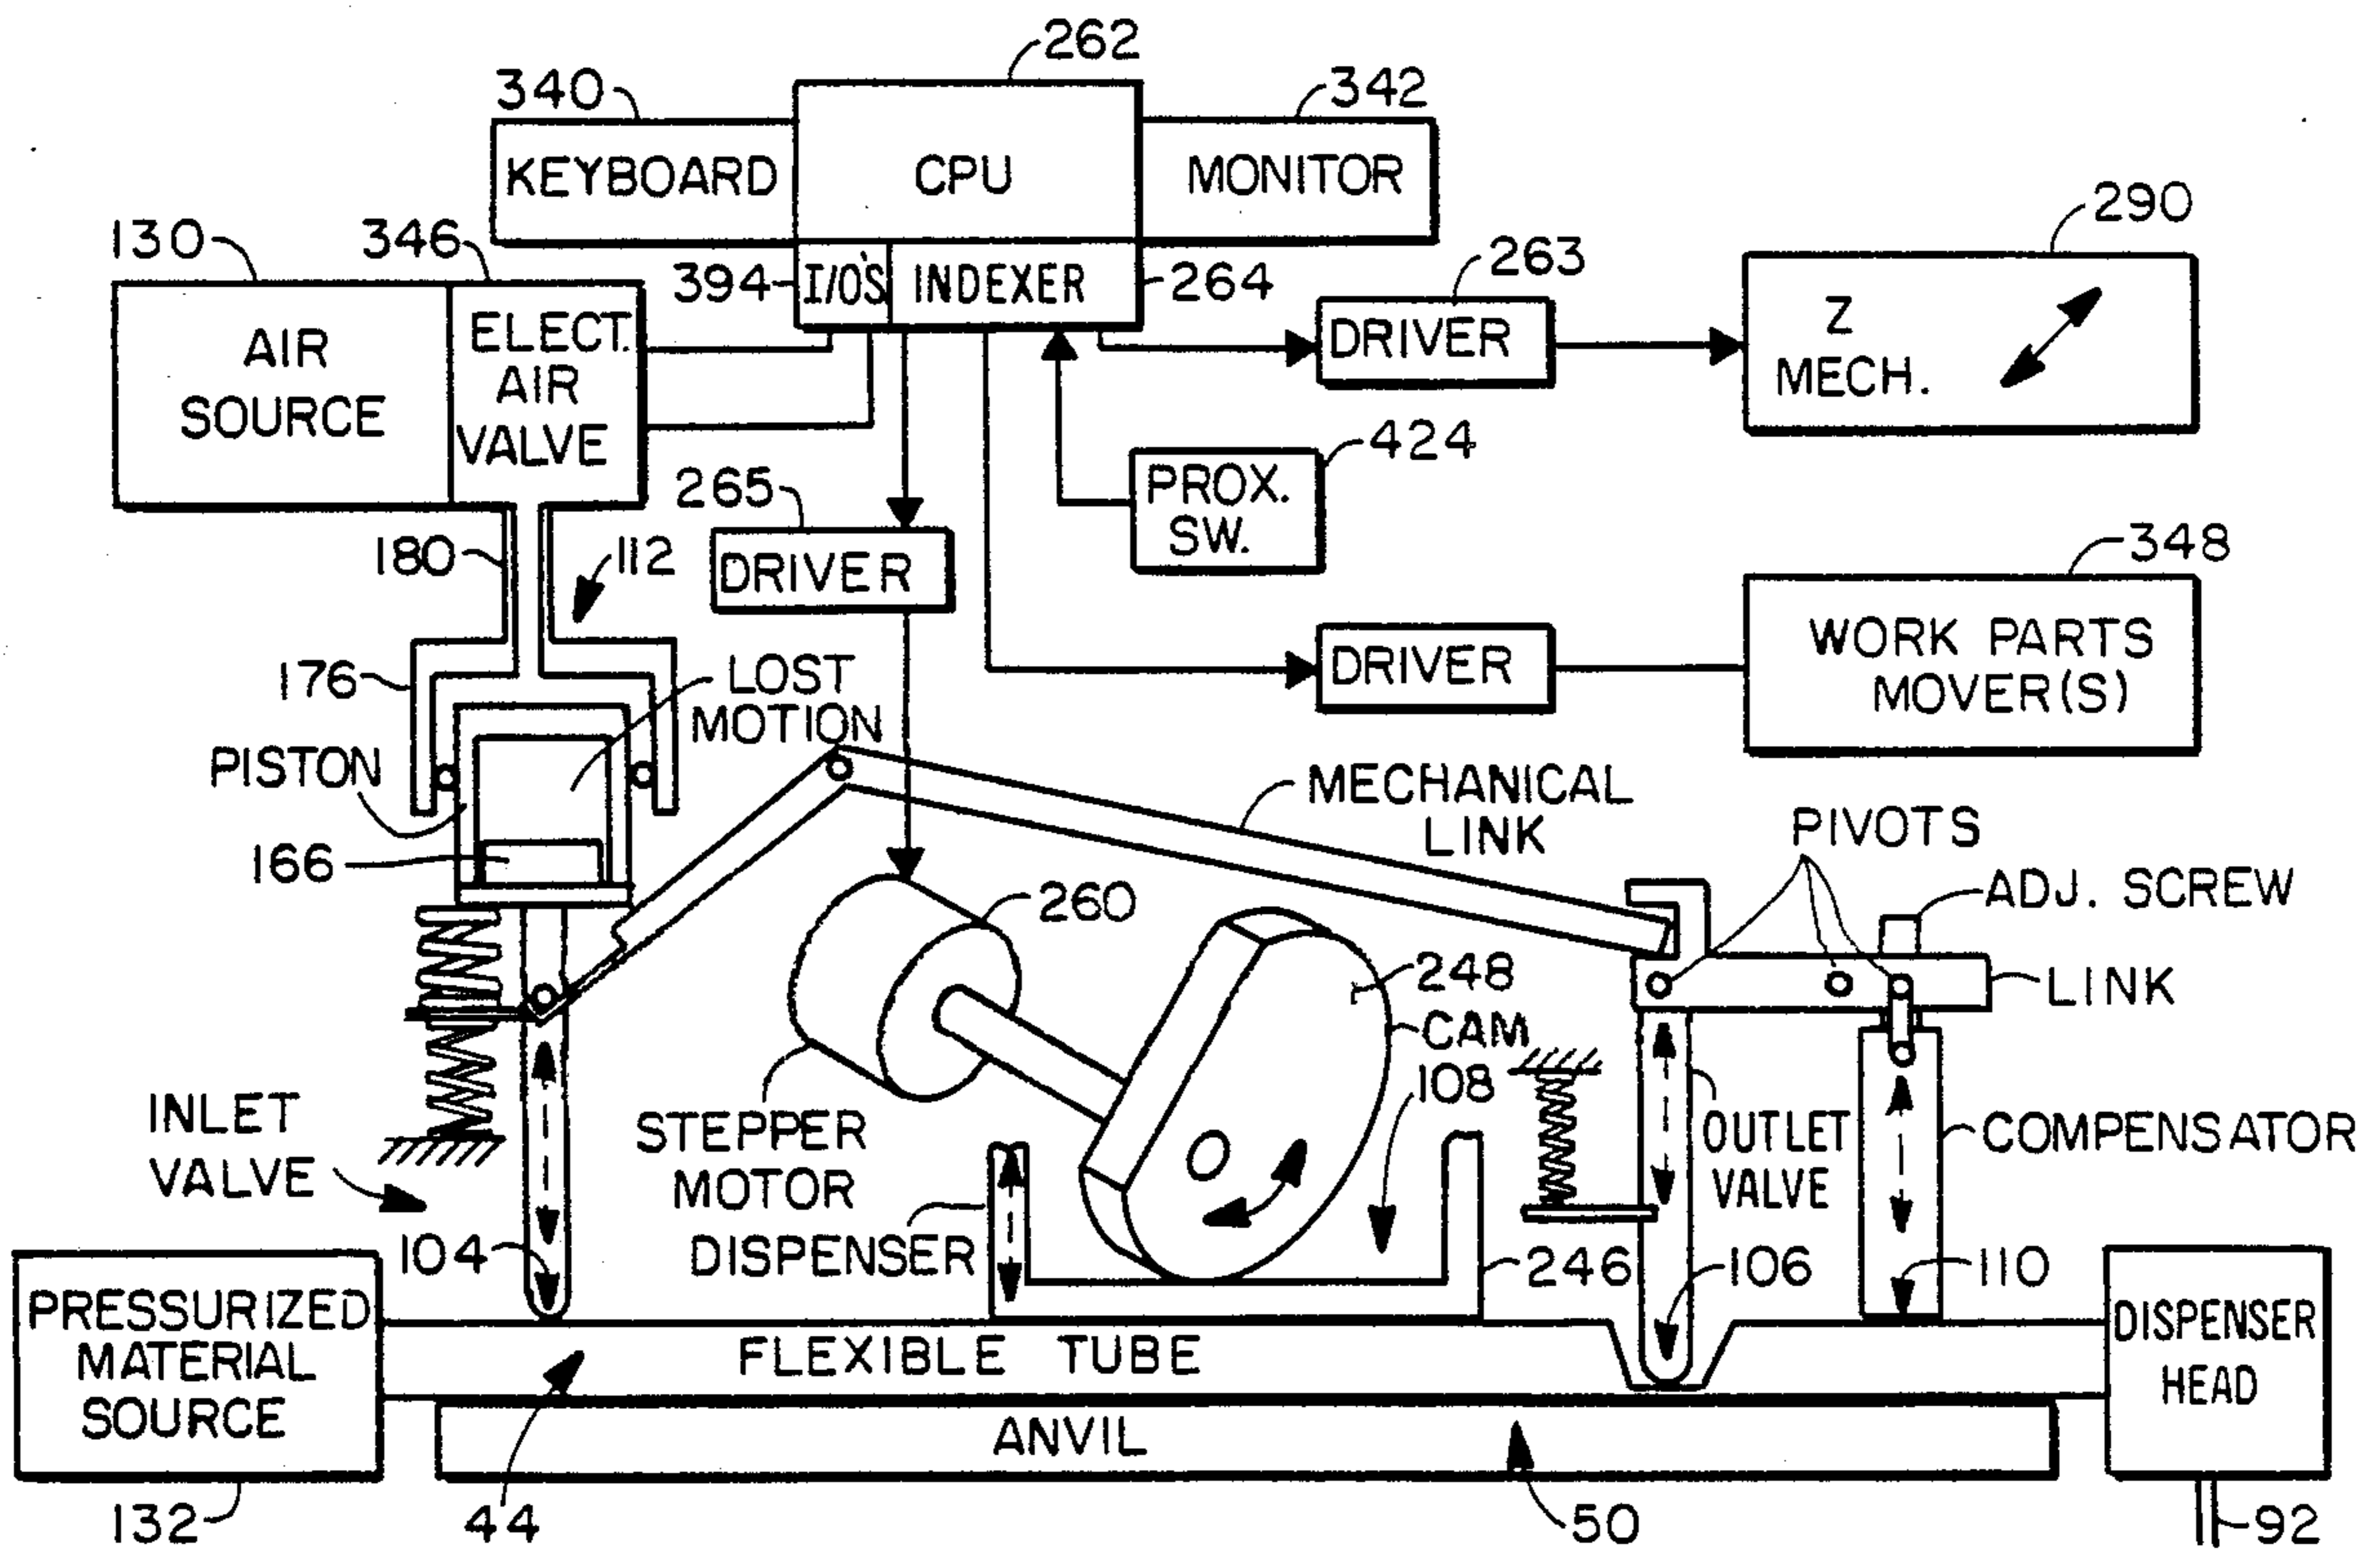 262
340
342
KEYBOARD
CPU
MONITOR
290
130
346
394
I/O'S
INDEXER
264
263
AIR
SOURCE
ELECT.
AIR
VALVE
DRIVER
Z
MECH.
424
PROX.
SW.
265
180
112
DRIVER
348
176
LOST
MOTION
DRIVER
WORK PARTS
MOVER(S)
PISTON
MECHANICAL
LINK
PIVOTS
166
260
ADJ. SCREW
248
CAM
LINK
108
INLET
VALVE
STEPPER
MOTOR
OUTLET
VALVE
COMPENSATOR
104
DISPENSER
246
106
110
PRESSURIZED
MATERIAL
SOURCE
FLEXIBLE TUBE
DISPENSER
HEAD
ANVIL
132
44
50
92